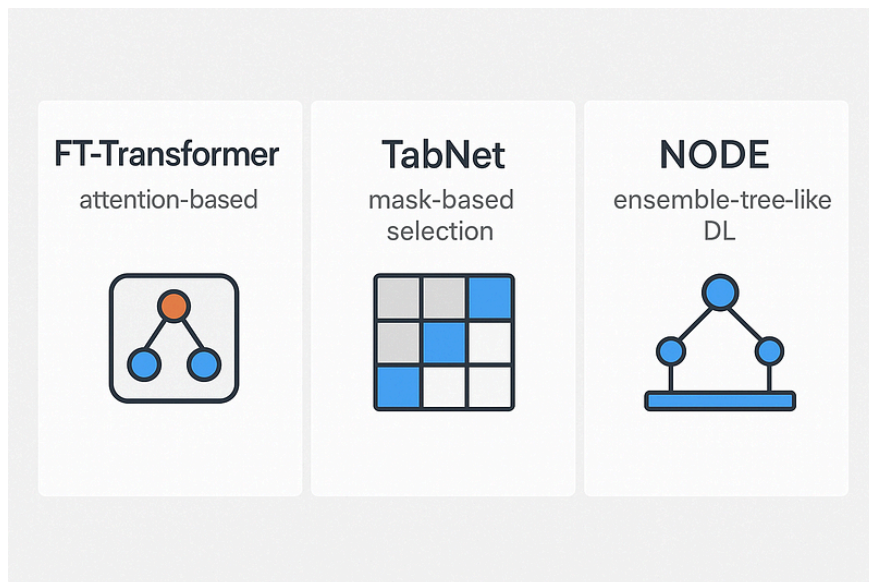 FT-Transformer
attention-based
TabNet
mask-based
selection
NODE
ensemble-tree-like
DL